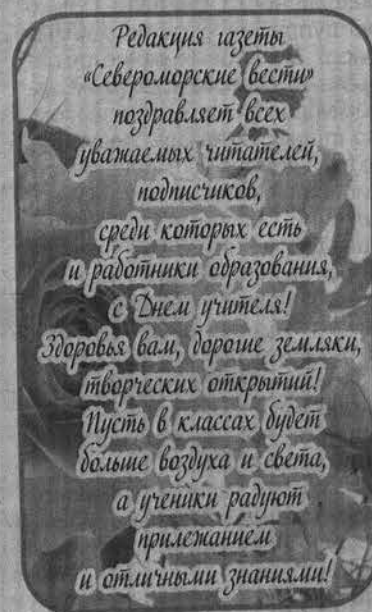 Редакция газеты
«Североморские вести»
поздравляет всех
уважаемых читателей,
подписчиков,
среди которых есть
и работники образования,
с Днем учителя!
Здоровья вам, дорогие земляки,
творческих открытий!
Пусть в классах будет
больше воздуха и света,
а ученики радуют
прилежанием
и отличными знаниями!